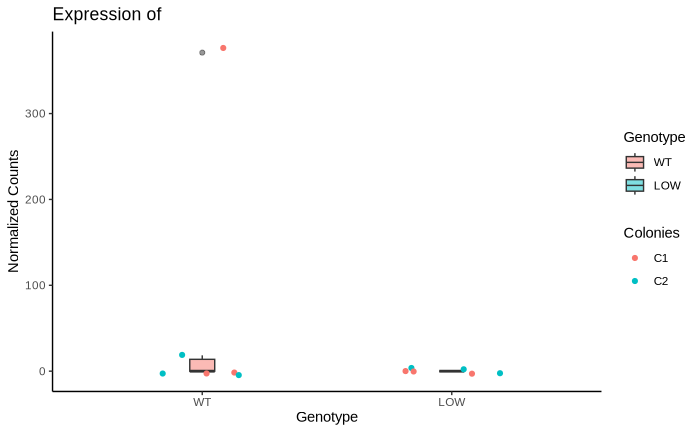 Expression of
Normalized Counts
300
200
100
0
WT
LOW
Genotype
Genotype
WT
LOW
Colonies
C1
C2